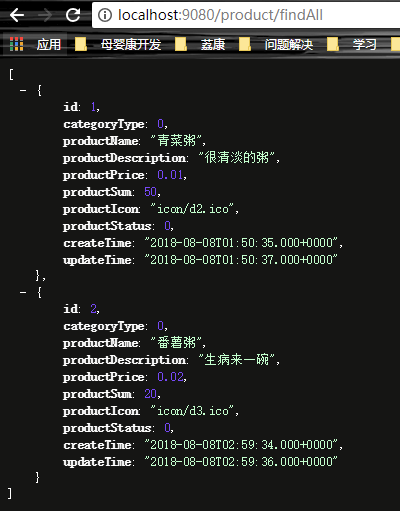 localhost:9080/product/findAll
应用 母婴康开发 荔康 问题解决 学习
[
- {
id: 1,
categoryType: 0,
productName: "青菜粥",
productDescription: "很清淡的粥",
productPrice: 0.01,
productSum: 50,
productIcon: "icon/d2.ico",
productStatus: 0,
createTime: "2018-08-08T01:50:35.000+0000",
updateTime: "2018-08-08T01:50:37.000+0000"
},
- {
id: 2,
categoryType: 0,
productName: "番薯粥",
productDescription: "生病来一碗",
productPrice: 0.02,
productSum: 20,
productIcon: "icon/d3.ico",
productStatus: 0,
createTime: "2018-08-08T02:59:34.000+0000",
updateTime: "2018-08-08T02:59:36.000+0000"
}
]